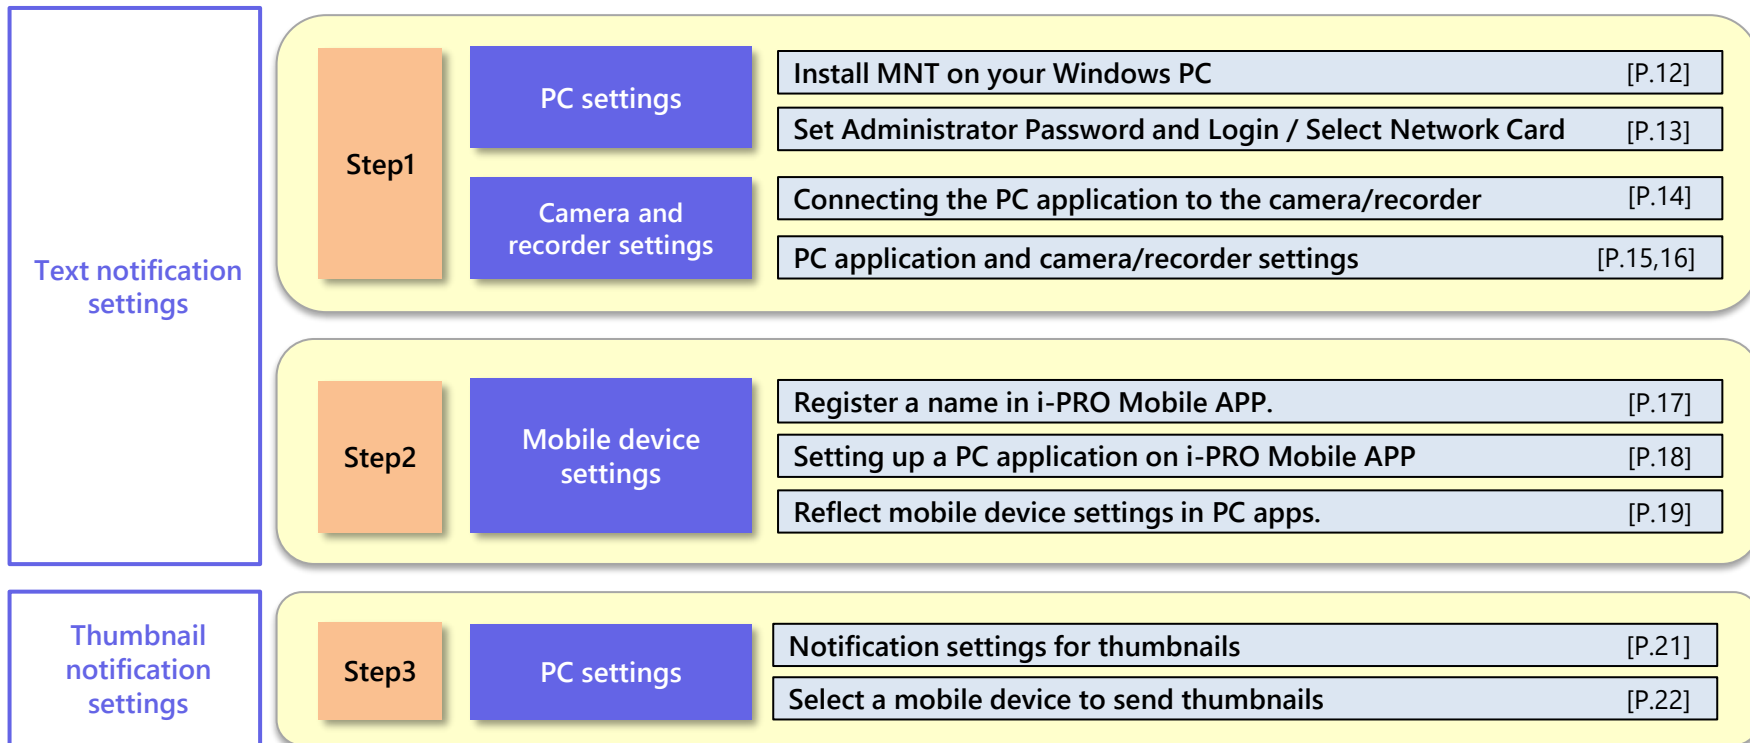 Text notification
settings
Step1
PC settings
Install MNT on your Windows PC [P.12]
Set Administrator Password and Login / Select Network Card [P.13]
Camera and
recorder settings
Connecting the PC application to the camera/recorder [P.14]
PC application and camera/recorder settings [P.15,16]
Step2
Mobile device
settings
Register a name in i-PRO Mobile APP. [P.17]
Setting up a PC application on i-PRO Mobile APP [P.18]
Reflect mobile device settings in PC apps. [P.19]
Thumbnail
notification
settings
Step3
PC settings
Notification settings for thumbnails [P.21]
Select a mobile device to send thumbnails [P.22]